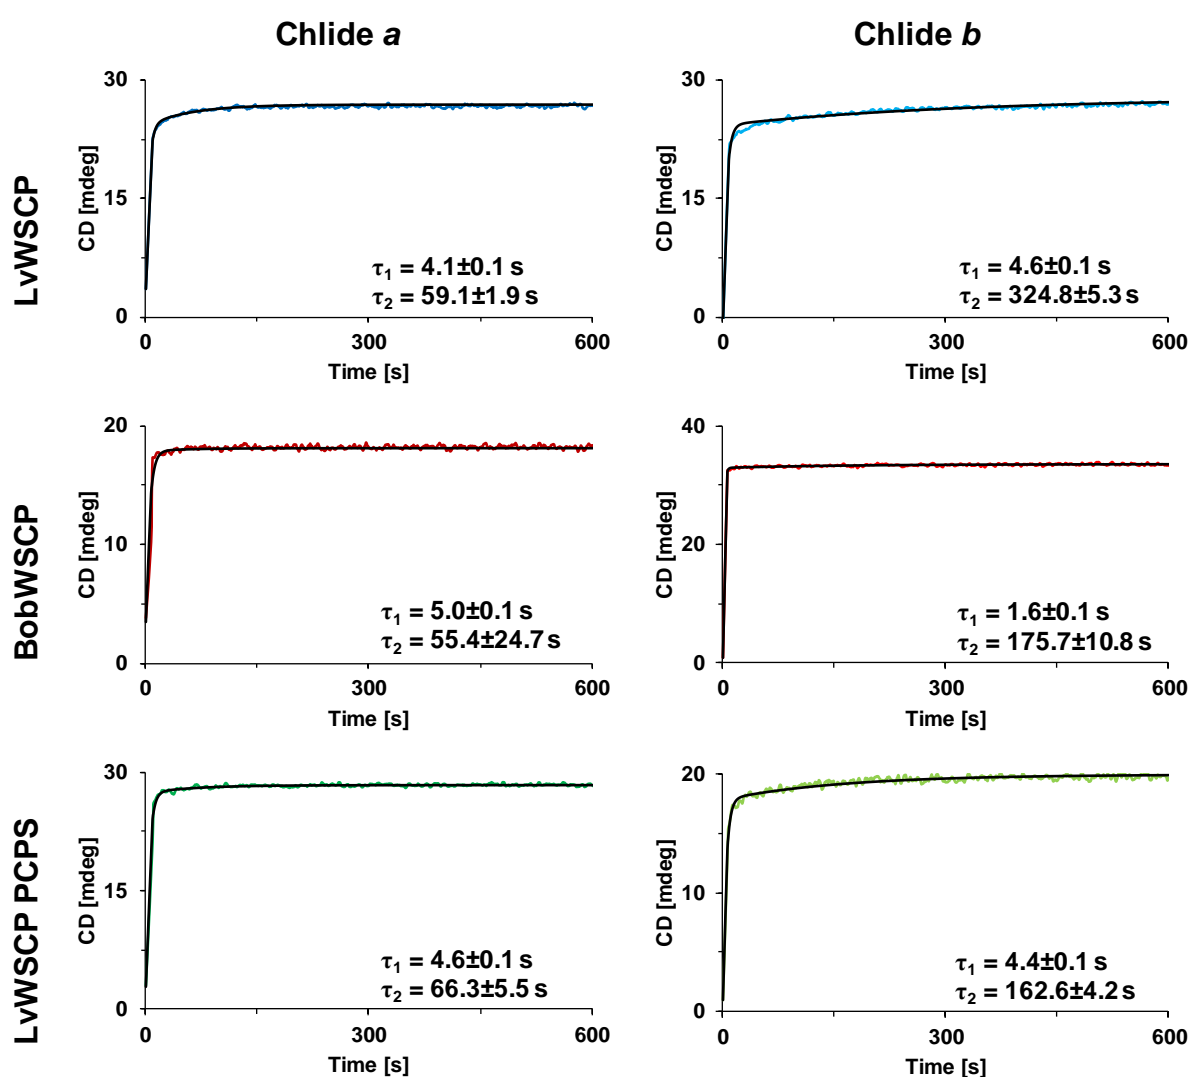 Chlide a
Chlide b
LvWSCP
CD [mdeg]
30
15
0
τ1 = 4.1±0.1 s
τ2 = 59.1±1.9 s
0
300
600
Time [s]
CD [mdeg]
30
15
0
τ1 = 4.6±0.1 s
τ2 = 324.8±5.3 s
0
300
600
Time [s]
BobWSCP
CD [mdeg]
20
10
0
τ1 = 5.0±0.1 s
τ2 = 55.4±24.7 s
0
300
600
Time [s]
CD [mdeg]
40
20
0
τ1 = 1.6±0.1 s
τ2 = 175.7±10.8 s
0
300
600
Time [s]
LvWSCP PCPS
CD [mdeg]
30
15
0
τ1 = 4.6±0.1 s
τ2 = 66.3±5.5 s
0
300
600
Time [s]
CD [mdeg]
20
10
0
τ1 = 4.4±0.1 s
τ2 = 162.6±4.2 s
0
300
600
Time [s]